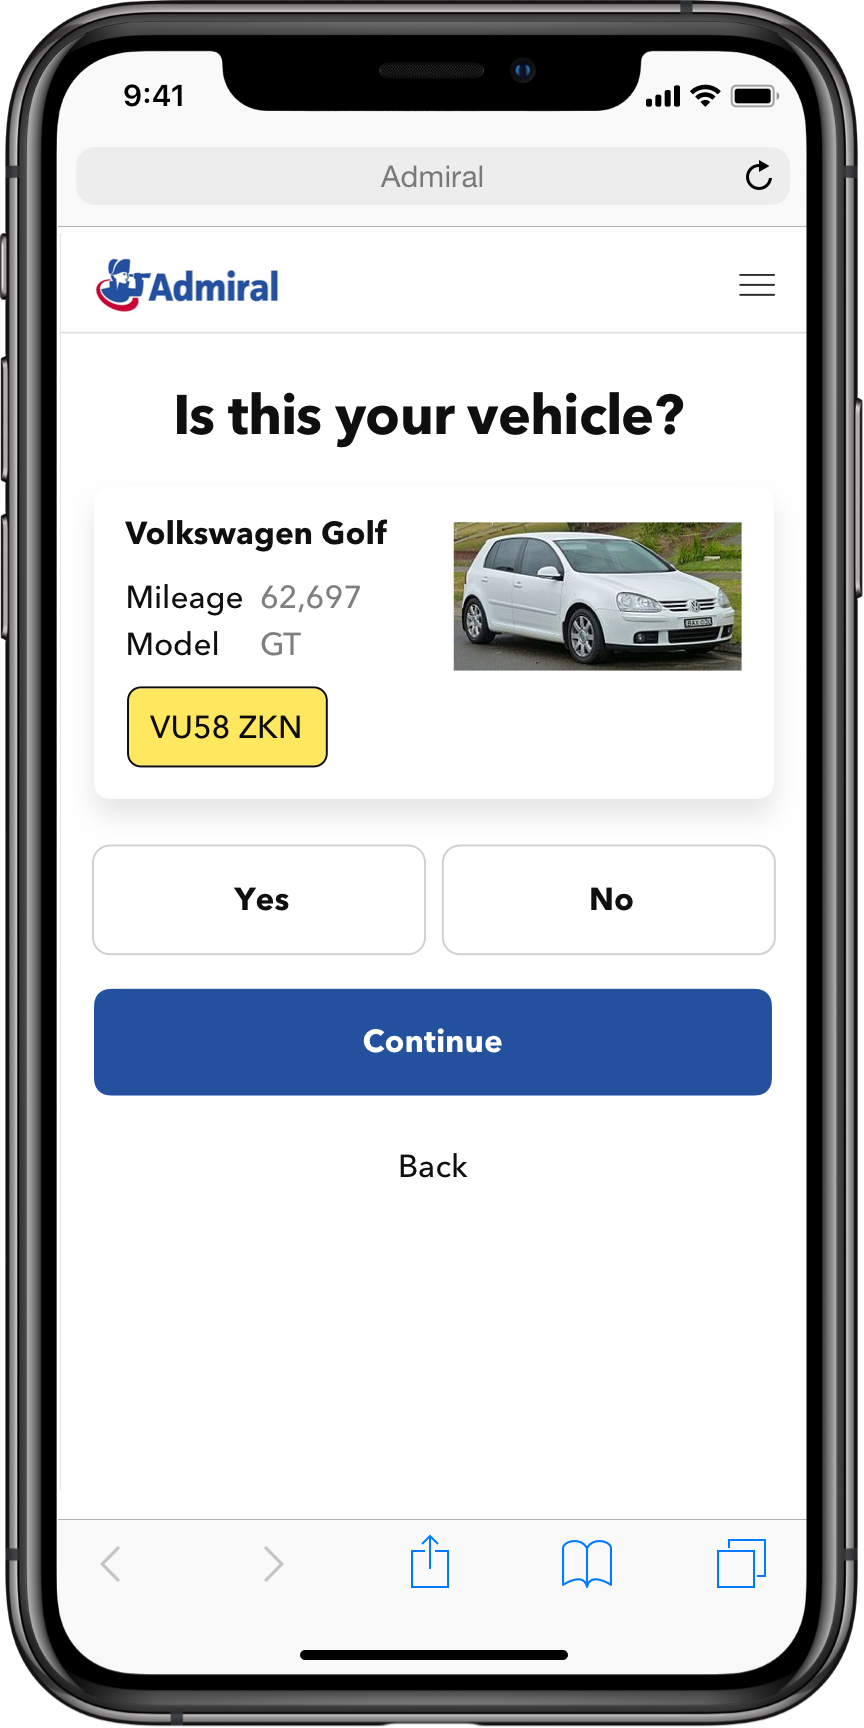 9:41
Admiral
Admiral
Is this your vehicle?
Volkswagen Golf
Mileage 62,697
Model GT
VU58 ZKN
Yes
No
Continue
Back